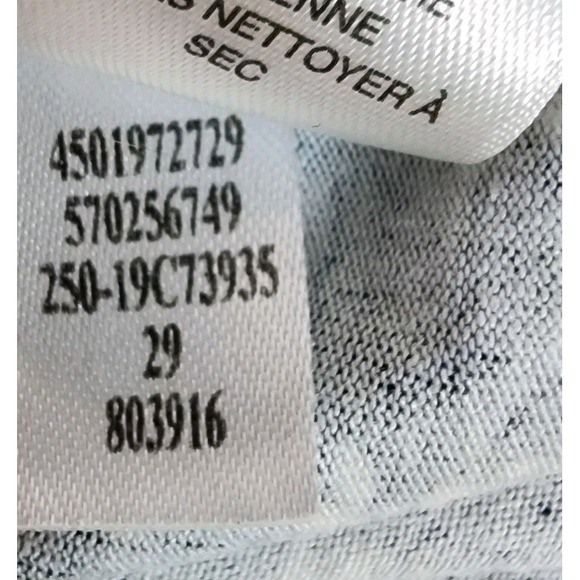 ENNE
NETTOYER À
SEC
4501972729
570256749
250-19C73935
29
803916